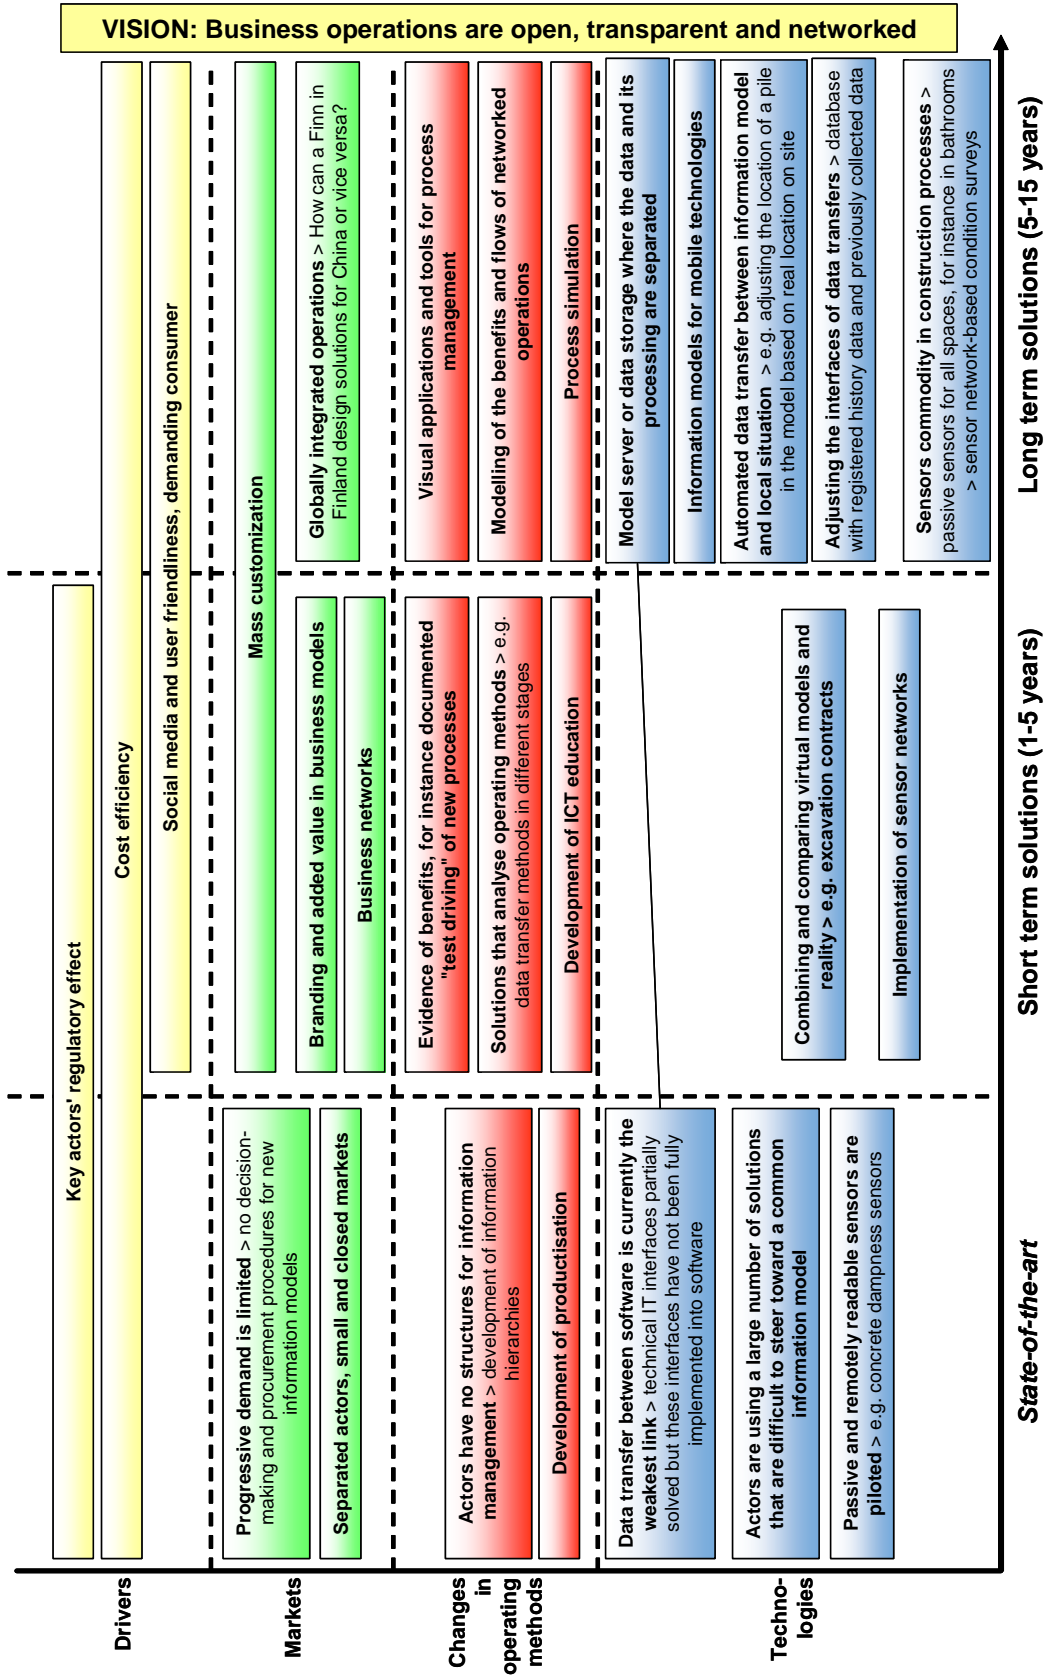 VISION: Business operations are open, transparent and networked
Drivers
Key actors' regulatory effect
Cost efficiency
Social media and user friendliness, demanding consumer
Markets
Progressive demand is limited > no decision-
making and procurement procedures for new
information models
Separated actors, small and closed markets
Mass customization
Branding and added value in business models
Business networks
Globally integrated operations > How can a Finn in
Finland design solutions for China or vice versa?
Changes
in
operating
methods
Actors have no structures for information
management > development of information
hierarchies
Development of productisation
Evidence of benefits, for instance documented
"test driving" of new processes
Solutions that analyse operating methods > e.g.
data transfer methods in different stages
Development of ICT education
Visual applications and tools for process
management
Modelling of the benefits and flows of networked
operations
Process simulation
Techno-
logies
Data transfer between software is currently the
weakest link > technical IT interfaces partially
solved but these interfaces have not been fully
implemented into software
Actors are using a large number of solutions
that are difficult to steer toward a common
information model
Passive and remotely readable sensors are
piloted > e.g. concrete dampness sensors
Combining and comparing virtual models and
reality > e.g. excavation contracts
Implementation of sensor networks
Model server or data storage where the data and its
processing are separated
Information models for mobile technologies
Automated data transfer between information model
and local situation > e.g. adjusting the location of a pile
in the model based on real location on site
Adjusting the interfaces of data transfers > database
with registered history data and previously collected data
Sensors commodity in construction processes >
passive sensors for all spaces, for instance in bathrooms
> sensor network-based condition surveys
State-of-the-art
Short term solutions (1-5 years)
Long term solutions (5-15 years)